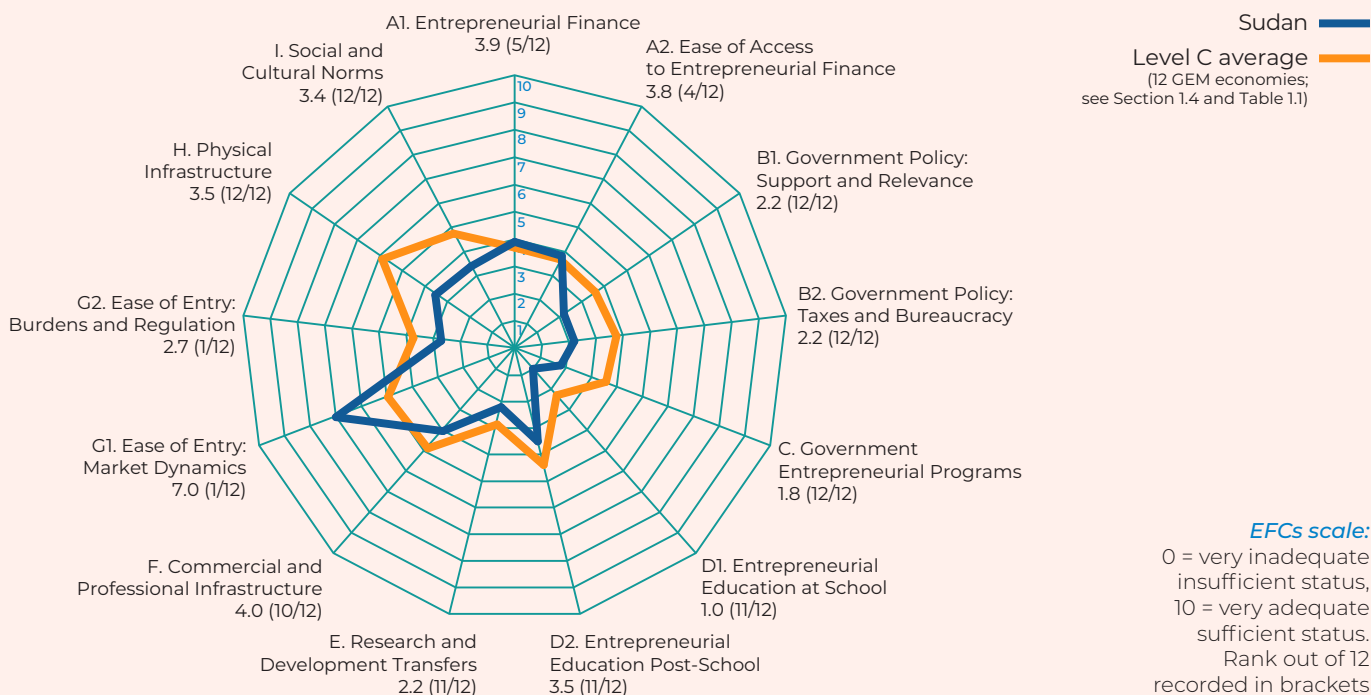 A1. Entrepreneurial Finance
3.9 (5/12)
A2. Ease of Access
to Entrepreneurial Finance
3.8 (4/12)
B1. Government Policy:
Support and Relevance
2.2 (12/12)
B2. Government Policy:
Taxes and Bureaucracy
2.2 (12/12)
C. Government
Entrepreneurial Programs
1.8 (12/12)
D1. Entrepreneurial
Education at School
1.0 (11/12)
D2. Entrepreneurial
Education Post-School
3.5 (11/12)
E. Research and
Development Transfers
2.2 (11/12)
F. Commercial and
Professional Infrastructure
4.0 (10/12)
G1. Ease of Entry:
Market Dynamics
7.0 (1/12)
G2. Ease of Entry:
Burdens and Regulation
2.7 (1/12)
H. Physical
Infrastructure
3.5 (12/12)
I. Social and
Cultural Norms
3.4 (12/12)
10
9
8
7
6
5
3
2
1
Sudan
Level C average
(12 GEM economies;
see Section 1.4 and Table 1.1)
EFCs scale:
0 = very inadequate
insufficient status,
10 = very adequate
sufficient status.
Rank out of 12
recorded in brackets